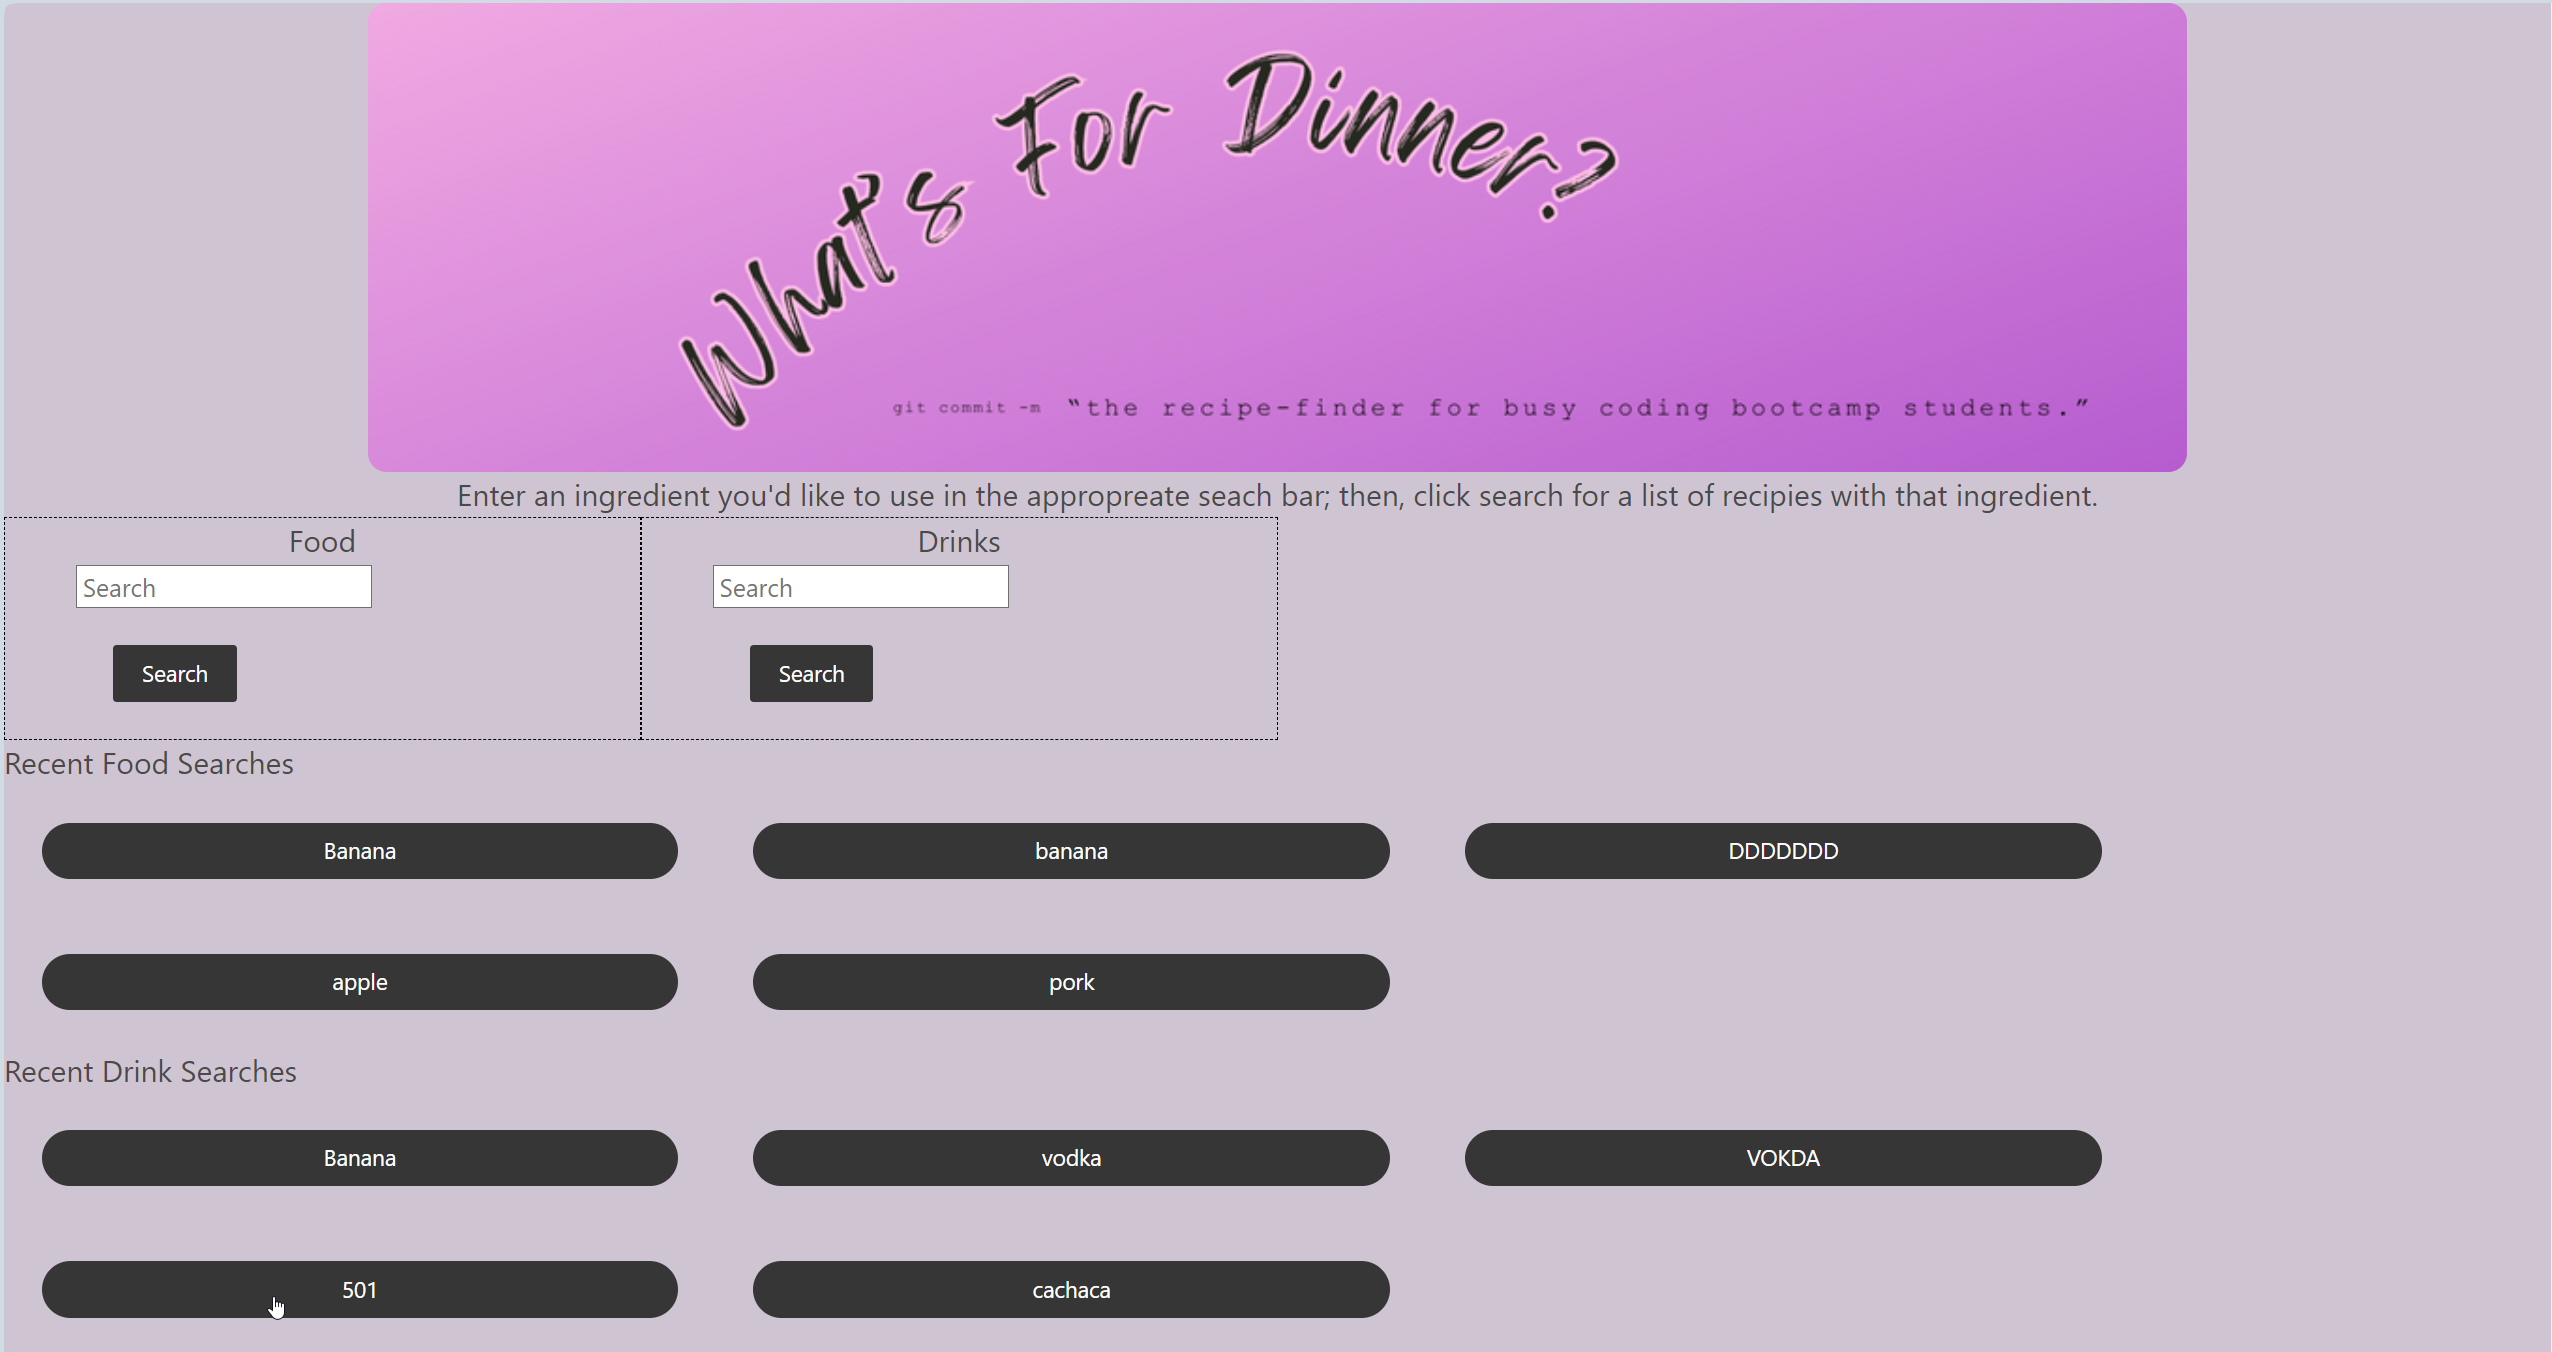 What's For Dinner?
git commit -m "the recipe-finder for busy coding bootcamp students."
Enter an ingredient you'd like to use in the appropreate seach bar; then, click search for a list of recipies with that ingredient.
Food
Drinks
Search
Search
Search
Search
Recent Food Searches
Banana
banana
DDDDDDD
apple
pork
Recent Drink Searches
Banana
vodka
VOKDA
501
cachaca